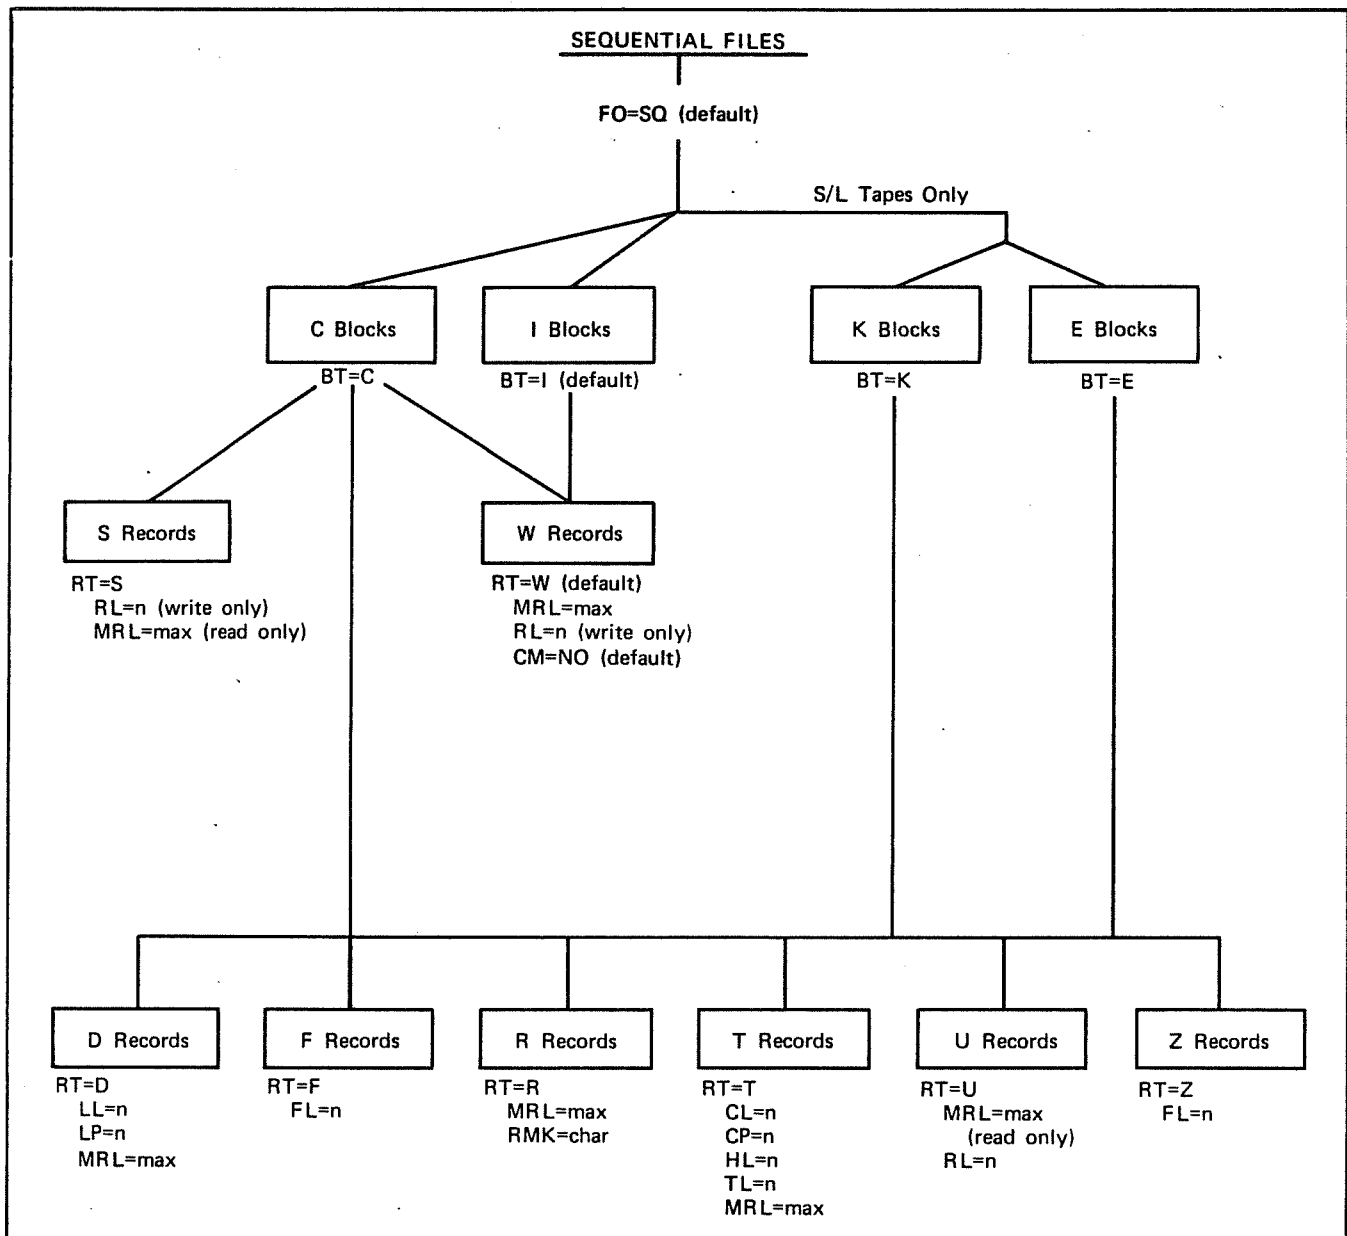 SEQUENTIAL FILES
FO=SQ (default)
S/L Tapes Only
C Blocks
I Blocks
K Blocks
E Blocks
BT=C
BT=I (default)
BT=K
BT=E
S Records
W Records
RT=S
RL=n (write only)
MRL=max (read only)
RT=W (default)
MRL=max
RL=n (write only)
CM=NO (default)
D Records
F Records
R Records
T Records
U Records
Z Records
RT=D
LL=n
LP=n
MRL=max
RT=F
FL=n
RT=R
MRL=max
RMK=char
RT=T
CL=n
CP=n
HL=n
TL=n
MRL=max
RT=U
MRL=max
(read only)
RL=n
RT=Z
FL=n